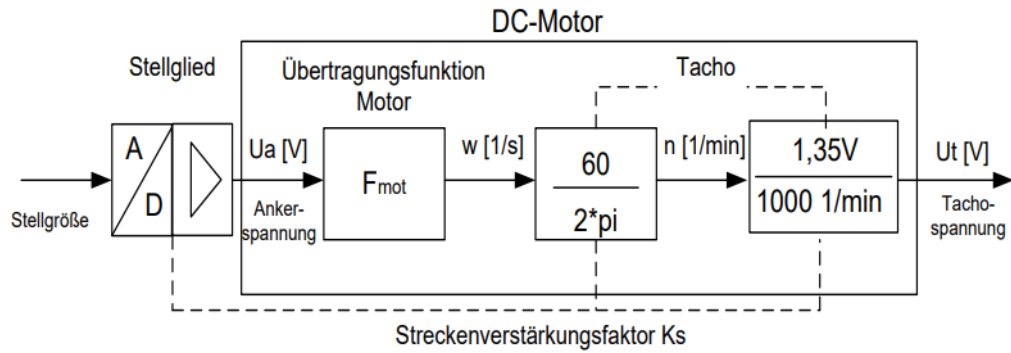 DC-Motor
Stellglied
Übertragungsfunktion
Motor
Tacho
A
D
Ua [V]
Fmot
w [1/s]
60
2*pi
n [1/min]
1,35V
1000 1/min
Ut [V]
Stellgröße
Anker-
spannung
Tacho-
spannung
Streckenverstärkungsfaktor Ks